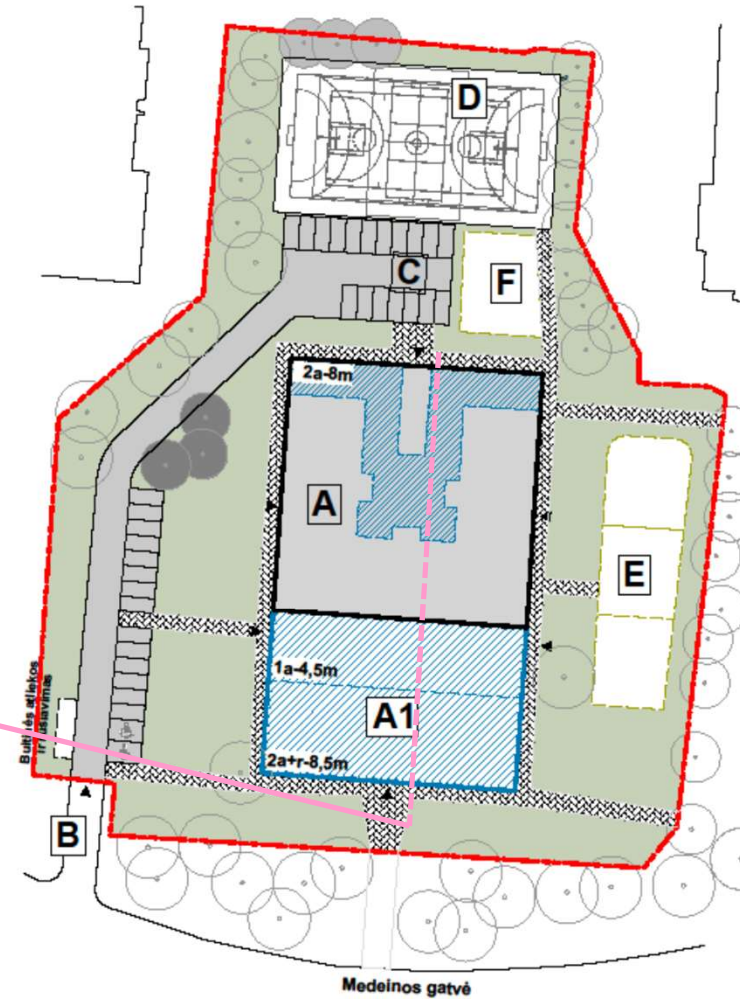 D
C
F
2a-8m
A
E
1a-4,5m
A1
2a+r-8,5m
Buitinės atliekos
B
Medeinos gatvė